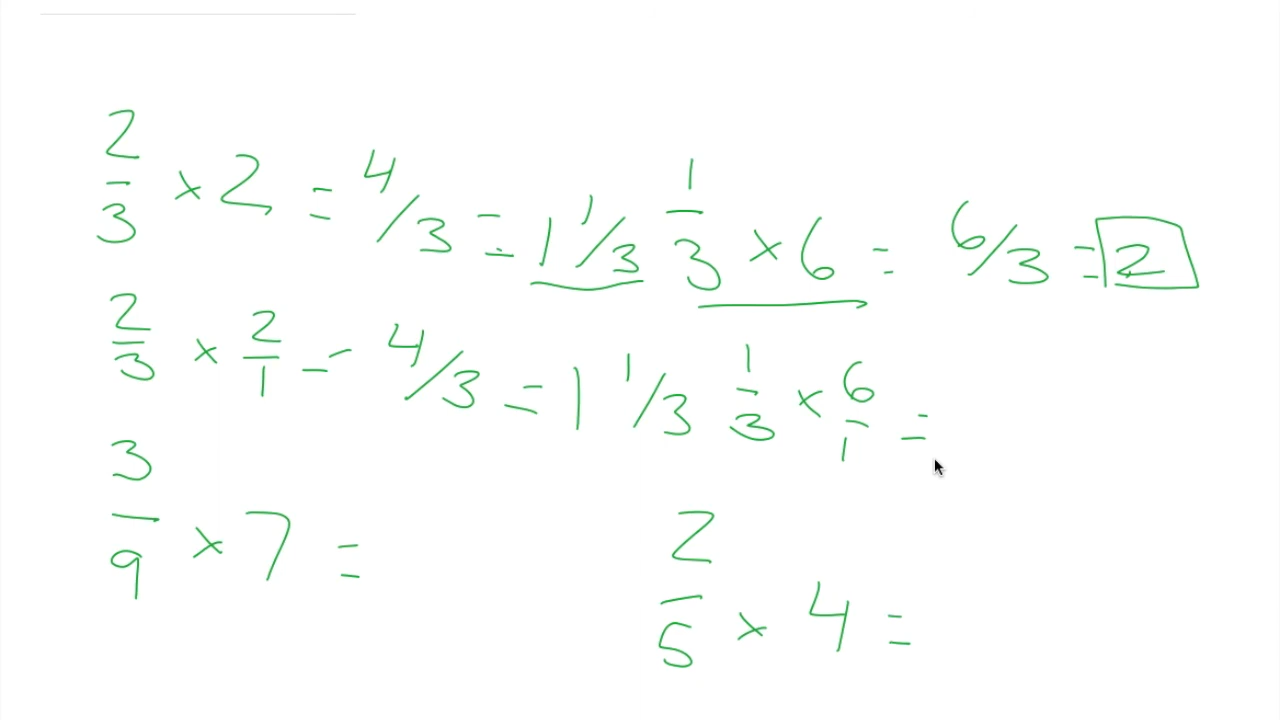 2/3 × 2 = 4/3 = 1 1/3
1/3 × 6 = 6/3 = 2
2/3 × 2/1 = 4/3 = 1 1/3
1/3 × 6/1 =
3/9 × 7 =
2/5 × 4 =